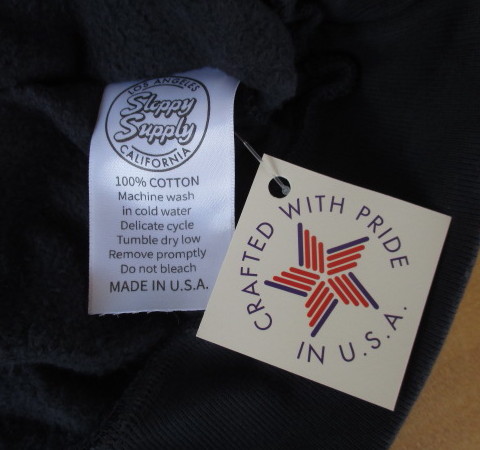 LOS ANGELES
Sloppy
Supply
CALIFORNIA
100% COTTON
Machine wash
in cold water
Delicate cycle
Tumble dry low
Remove promptly
Do not bleach
MADE IN U.S.A.
CRAFTED WITH PRIDE
IN U.S.A.